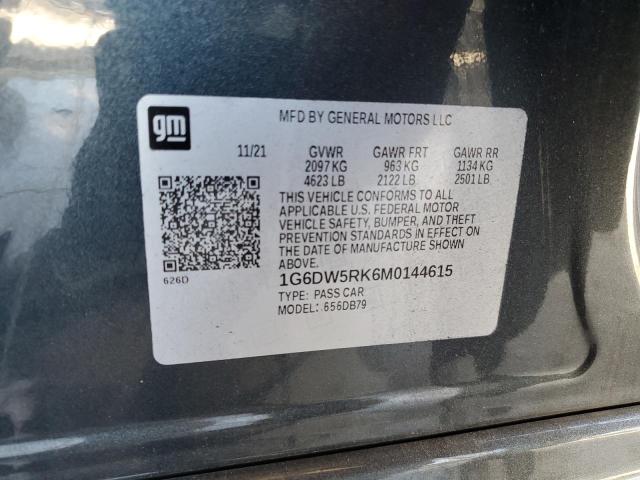 gm
MFD BY GENERAL MOTORS LLC
11/21 GVWR GAWR FRT GAWR RR
2097 KG 963 KG 1134 KG
4623 LB 2122 LB 2501 LB
THIS VEHICLE CONFORMS TO ALL
APPLICABLE U.S. FEDERAL MOTOR
VEHICLE SAFETY, BUMPER, AND THEFT
PREVENTION STANDARDS IN EFFECT ON
THE DATE OF MANUFACTURE SHOWN ABOVE.
626D
1G6DW5RK6M0144615
TYPE: PASS CAR
MODEL: 656DB79